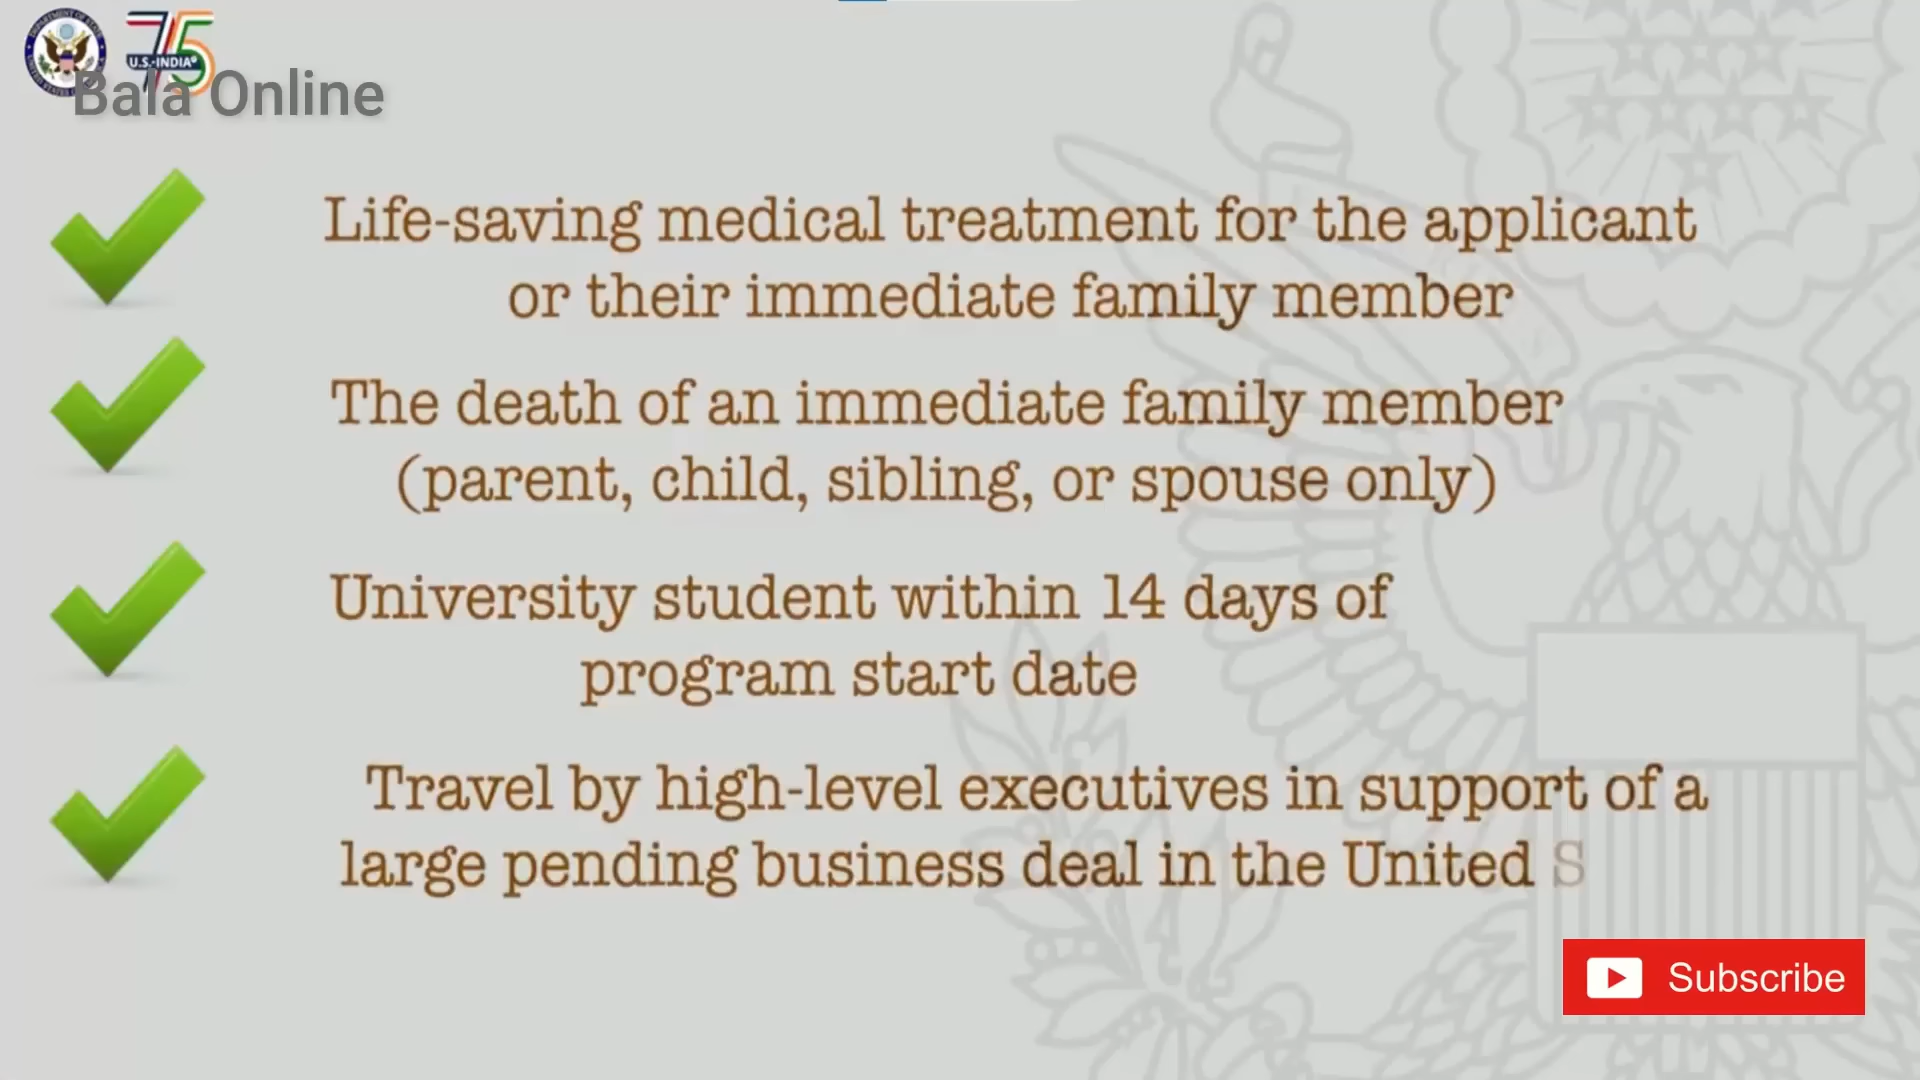 75
U.S.-INDIA
Bala Online
Life-saving medical treatment for the applicant
or their immediate family member
The death of an immediate family member
(parent, child, sibling, or spouse only)
University student within 14 days of
program start date
Travel by high-level executives in support of a
large pending business deal in the United S
Subscribe